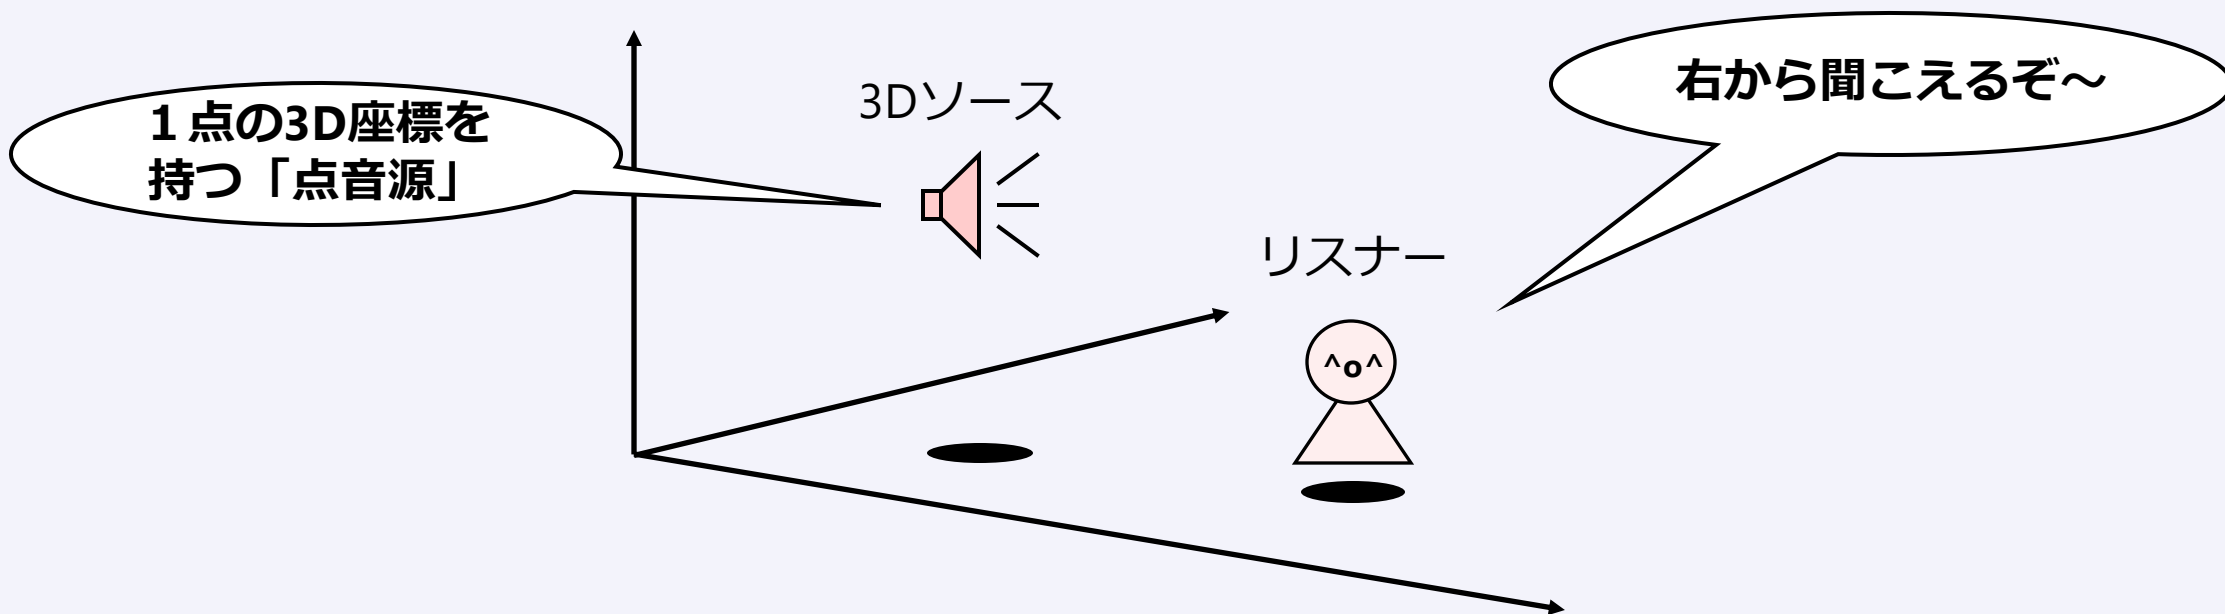 １点の3D座標を
持つ「点音源」
3Dソース
右から聞こえるぞ～
リスナー
^o^